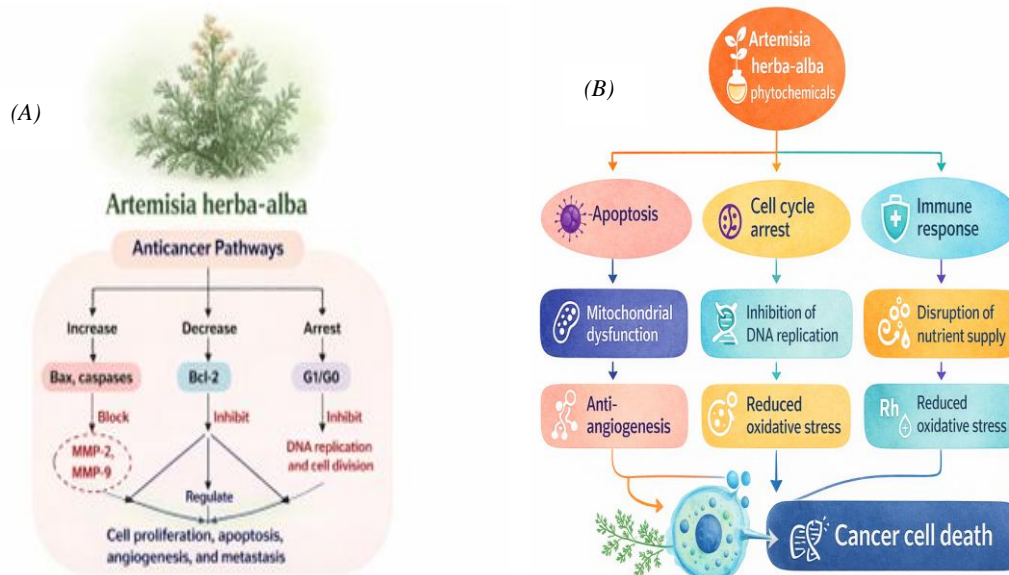 (A)
Artemisia herba-alba
Anticancer Pathways
Increase
Decrease
Arrest
Bax, caspases
Bcl-2
G1/G0
Block
Inhibit
Inhibit
MMP-2,
MMP-9
DNA replication
and cell division
Regulate
Cell proliferation, apoptosis,
angiogenesis, and metastasis
(B)
Artemisia
herba-alba
phytochemicals
Apoptosis
Cell cycle
arrest
Immune
response
Mitochondrial
dysfunction
Inhibition of
DNA replication
Disruption of
nutrient supply
Anti-
angiogenesis
Reduced
oxidative stress
Rh
Reduced
oxidative stress
Cancer cell death